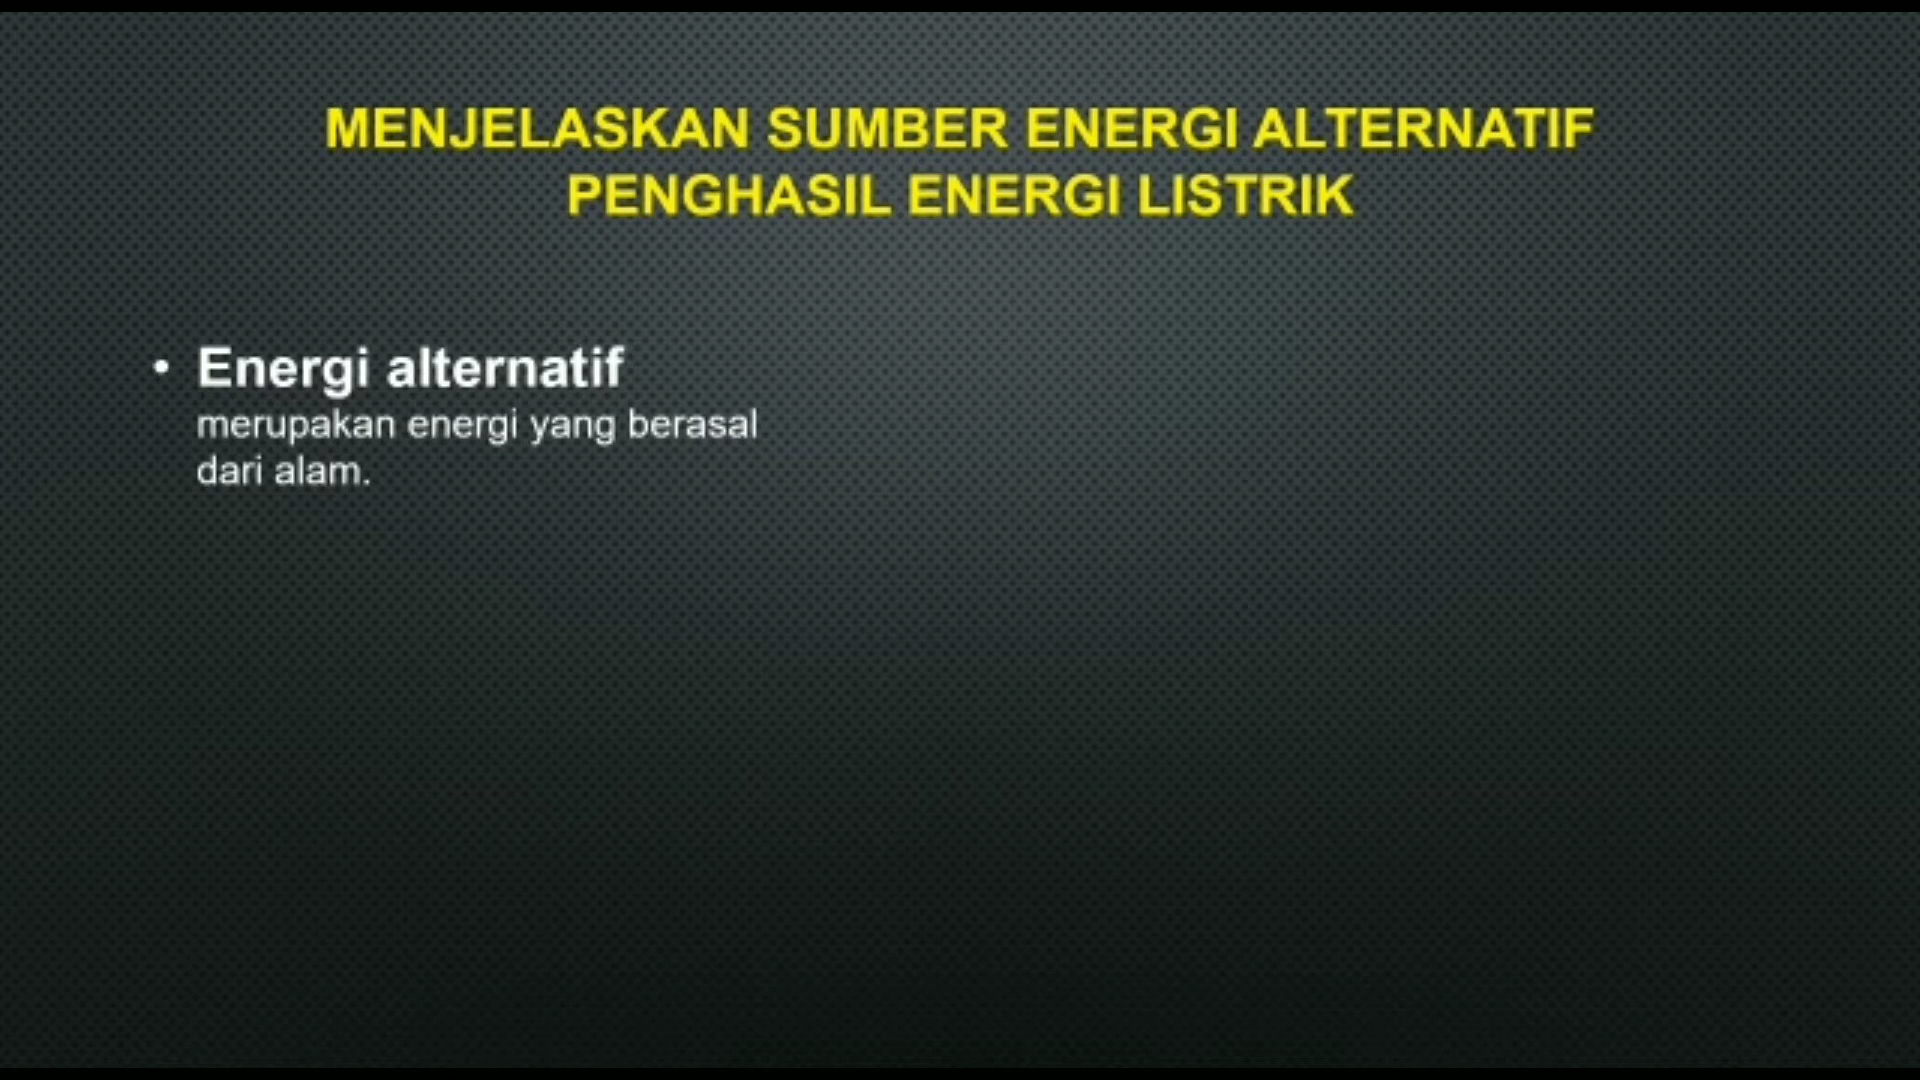 MENJELASKAN SUMBER ENERGI ALTERNATIF
PENGHASIL ENERGI LISTRIK
• Energi alternatif
merupakan energi yang berasal
dari alam.